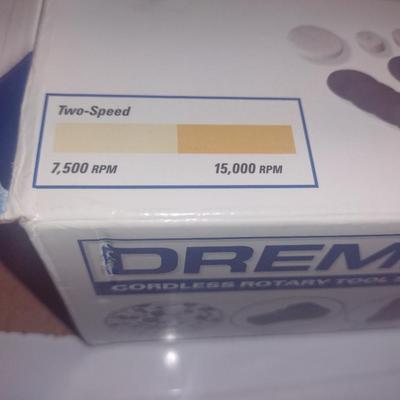 Two-Speed
7,500 RPM 15,000 RPM
DREM
CORDLESS ROTARY TOOL